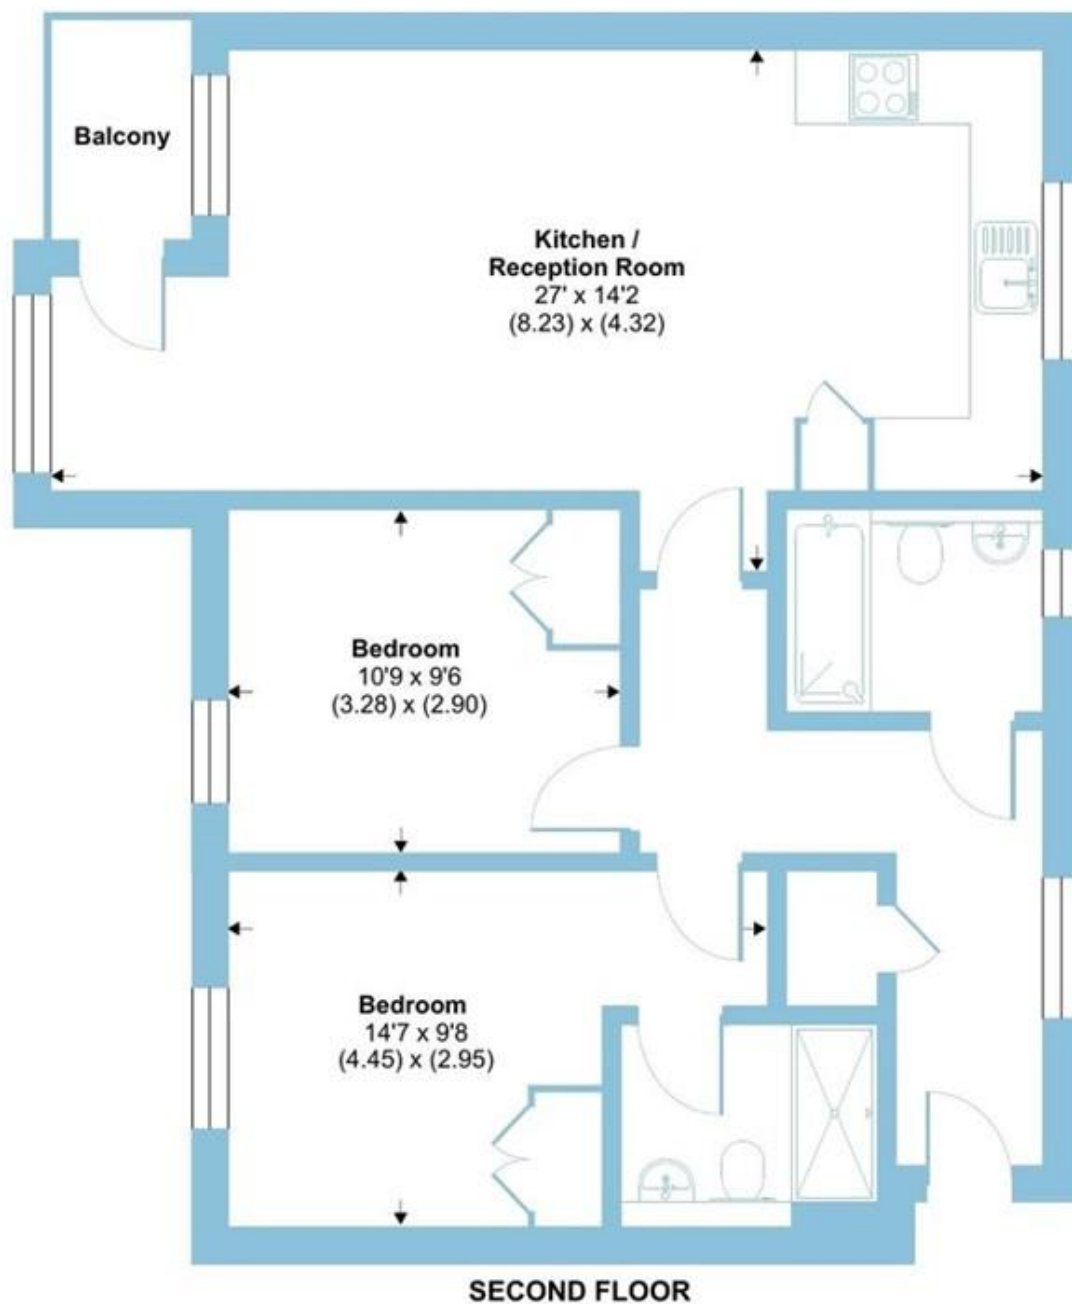 Balcony
Kitchen /
Reception Room
27' x 14'2
(8.23) x (4.32)
Bedroom
10'9 x 9'6
(3.28) x (2.90)
Bedroom
14'7 x 9'8
(4.45) x (2.95)
SECOND FLOOR